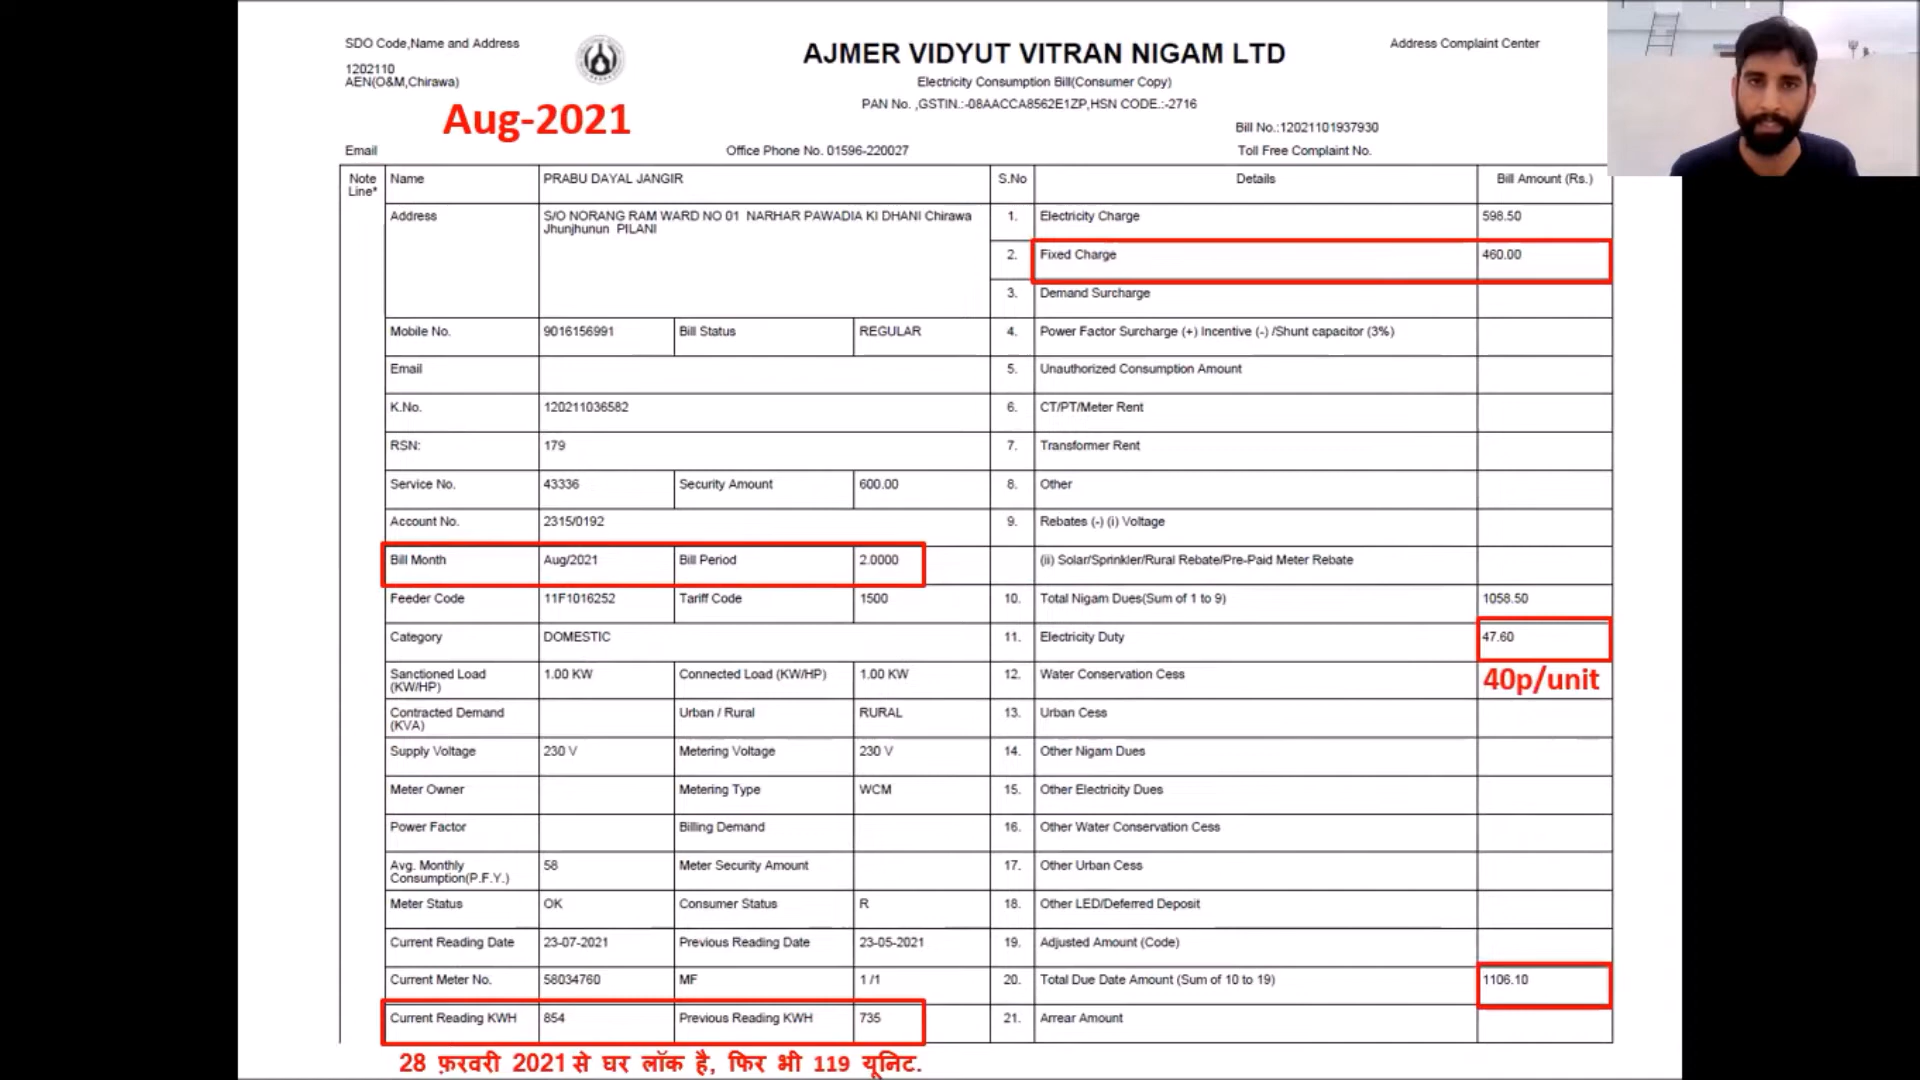 SDO Code,Name and Address
1202110
AEN(O&M,Chirawa)
Aug-2021
Email
AJMER VIDYUT VITRAN NIGAM LTD
Electricity Consumption Bill(Consumer Copy)
PAN No. ,GSTIN.:-08AACCA8562E1ZP,HSN CODE.:-2716
Office Phone No. 01596-220027
Address Complaint Center
Bill No.:12021101937930
Toll Free Complaint No.
Note Line* Name PRABU DAYAL JANGIR S.No Details Bill Amount (Rs.)
Address S/O NORANG RAM WARD NO 01 NARHAR PAWADIA KI DHANI Chirawa 1. Electricity Charge 598.50
Jhunjhunun PILANI
2. Fixed Charge 460.00
3. Demand Surcharge
Mobile No. 9016156991 Bill Status REGULAR 4. Power Factor Surcharge (+) Incentive (-) /Shunt capacitor (3%)
Email 5. Unauthorized Consumption Amount
K.No. 120211036582 6. CT/PT/Meter Rent
RSN: 179 7. Transformer Rent
Service No. 43336 Security Amount 600.00 8. Other
Account No. 2315/0192 9. Rebates (-) (i) Voltage
Bill Month Aug/2021 Bill Period 2.0000 (ii) Solar/Sprinkler/Rural Rebate/Pre-Paid Meter Rebate
Feeder Code 11F1016252 Tariff Code 1500 10. Total Nigam Dues(Sum of 1 to 9) 1058.50
Category DOMESTIC 11. Electricity Duty 47.60
Sanctioned Load (KW/HP) 1.00 KW Connected Load (KW/HP) 1.00 KW 12. Water Conservation Cess 40p/unit
Contracted Demand (KVA) Urban / Rural RURAL 13. Urban Cess
Supply Voltage 230 V Metering Voltage 230 V 14. Other Nigam Dues
Meter Owner Metering Type WCM 15. Other Electricity Dues
Power Factor Billing Demand 16. Other Water Conservation Cess
Avg. Monthly Consumption(P.F.Y.) 58 Meter Security Amount 17. Other Urban Cess
Meter Status OK Consumer Status R 18. Other LED/Deferred Deposit
Current Reading Date 23-07-2021 Previous Reading Date 23-05-2021 19. Adjusted Amount (Code)
Current Meter No. 58034760 MF 1 /1 20. Total Due Date Amount (Sum of 10 to 19) 1106.10
Current Reading KWH 854 Previous Reading KWH 735 21. Arrear Amount
28 फ़रवरी 2021 से घर लॉक है, फिर भी 119 यूनिट.